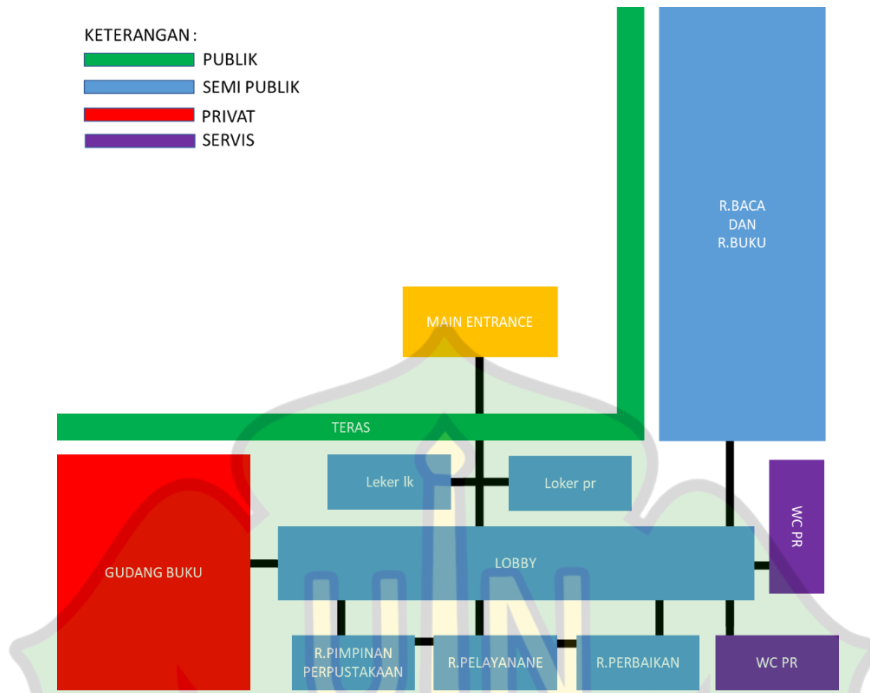 KETERANGAN :
PUBLIK
SEMI PUBLIK
PRIVAT
SERVIS
R.BACA
DAN
R.BUKU
MAIN ENTRANCE
TERAS
Leker lk
Loker pr
WC PR
GUDANG BUKU
LOBBY
R.PIMPINAN
PERPUSTAKAAN
R.PELAYANANE
R.PERBAIKAN
WC PR
UIN